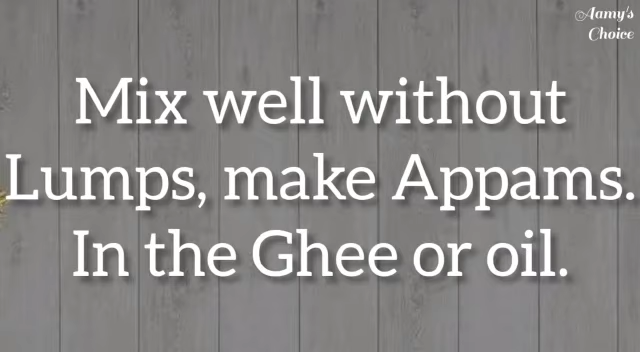 Aamy's
Choice
Mix well without
Lumps, make Appams.
In the Ghee or oil.